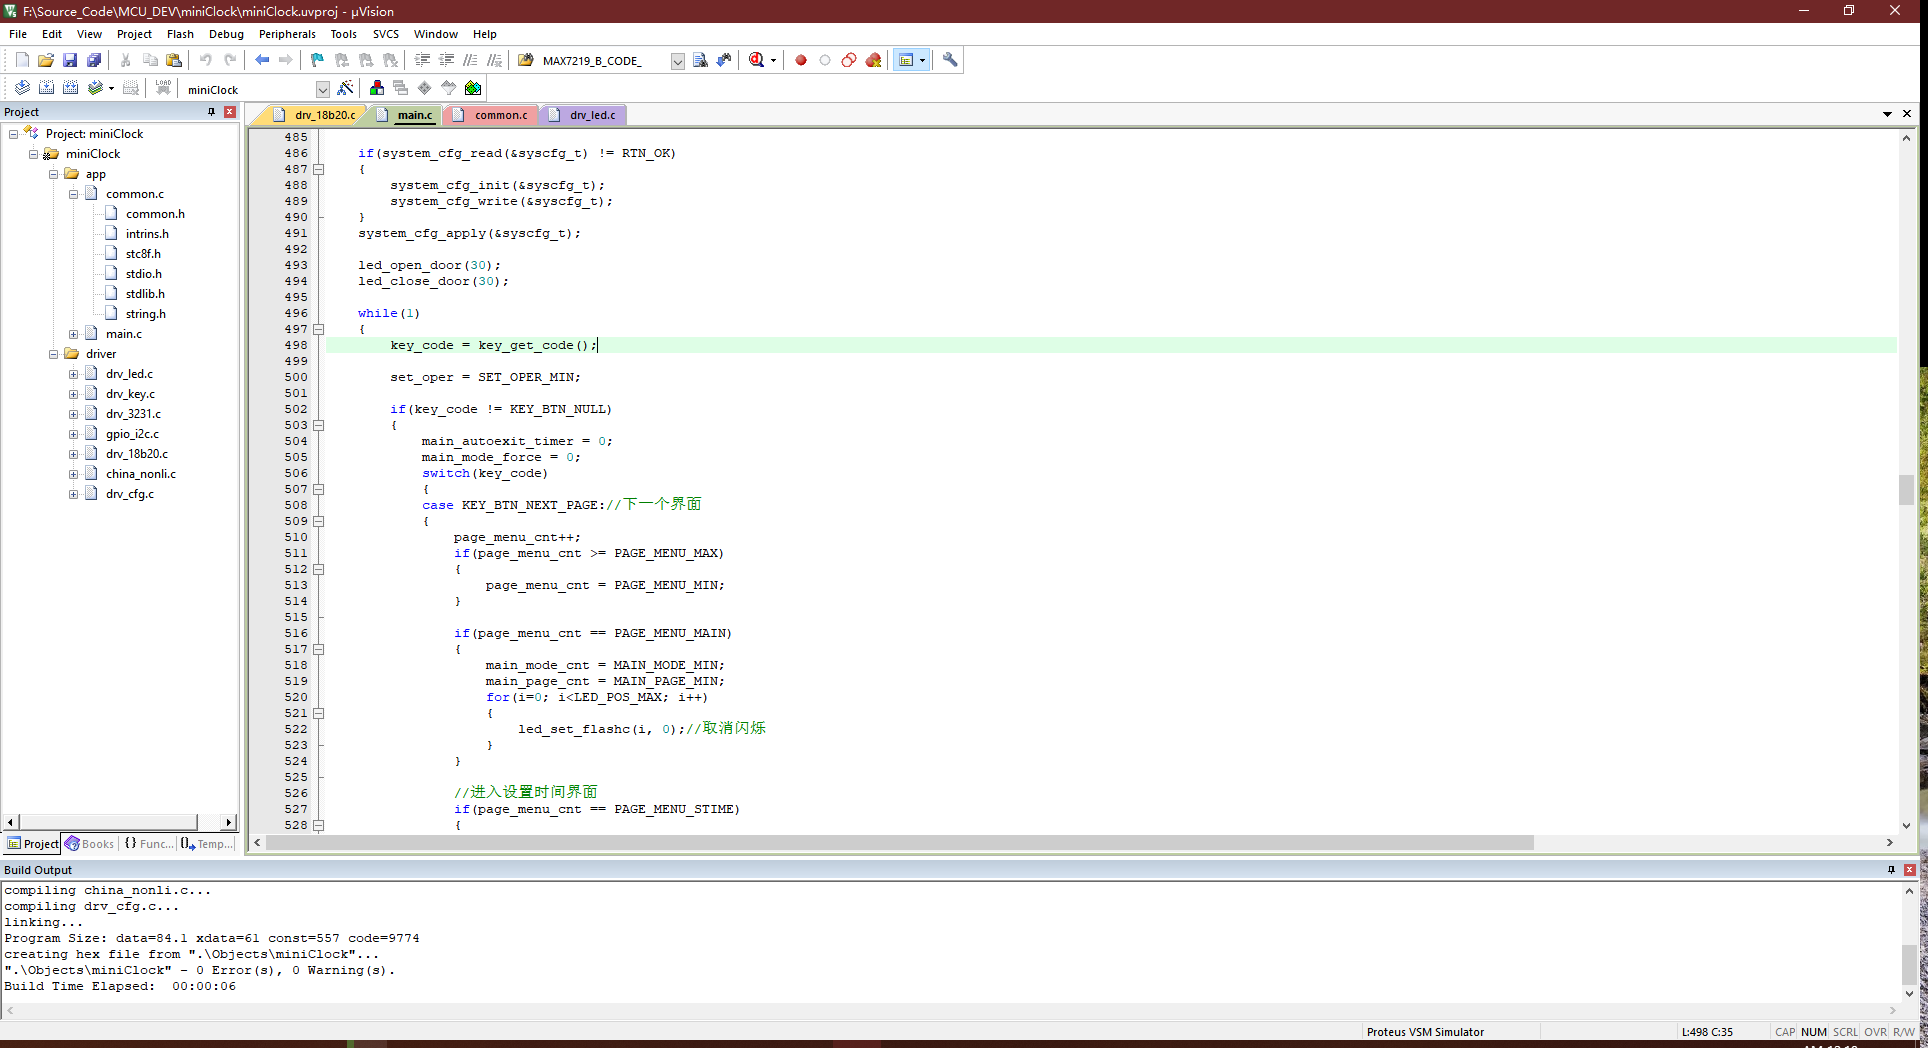 F:\Source_Code\MCU_DEV\miniClock\miniClock.uvproj - µVision
File Edit View Project Flash Debug Peripherals Tools SVCS Window Help
MAX7219_B_CODE_
LOAD
miniClock
Project
Project: miniClock
miniClock
app
common.c
common.h
intrins.h
stc8f.h
stdio.h
stdlib.h
string.h
main.c
driver
drv_led.c
drv_key.c
drv_3231.c
gpio_i2c.c
drv_18b20.c
china_nonli.c
drv_cfg.c
Project Books {} Func... Temp...
drv_18b20.c main.c common.c drv_led.c
485
486 if(system_cfg_read(&syscfg_t) != RTN_OK)
487 {
488 system_cfg_init(&syscfg_t);
489 system_cfg_write(&syscfg_t);
490 }
491 system_cfg_apply(&syscfg_t);
492
493 led_open_door(30);
494 led_close_door(30);
495
496 while(1)
497 {
498 key_code = key_get_code();
499
500 set_oper = SET_OPER_MIN;
501
502 if(key_code != KEY_BTN_NULL)
503 {
504 main_autoexit_timer = 0;
505 main_mode_force = 0;
506 switch(key_code)
507 {
508 case KEY_BTN_NEXT_PAGE://下一个界面
509 {
510 page_menu_cnt++;
511 if(page_menu_cnt >= PAGE_MENU_MAX)
512 {
513 page_menu_cnt = PAGE_MENU_MIN;
514 }
515
516 if(page_menu_cnt == PAGE_MENU_MAIN)
517 {
518 main_mode_cnt = MAIN_MODE_MIN;
519 main_page_cnt = MAIN_PAGE_MIN;
520 for(i=0; i<LED_POS_MAX; i++)
521 {
522 led_set_flashc(i, 0);//取消闪烁
523 }
524 }
525
526 //进入设置时间界面
527 if(page_menu_cnt == PAGE_MENU_STIME)
528 {
Build Output
compiling china_nonli.c...
compiling drv_cfg.c...
linking...
Program Size: data=84.1 xdata=61 const=557 code=9774
creating hex file from ".\Objects\miniClock"...
".\Objects\miniClock" - 0 Error(s), 0 Warning(s).
Build Time Elapsed:  00:00:06
Proteus VSM Simulator L:498 C:35 CAP NUM SCRL OVR R/W